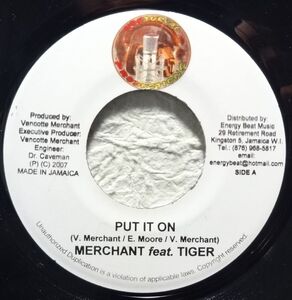 Produced by:
Vancotte Merchant
Executive Producer:
Vancotte Merchant
Engineer:
Dr. Caveman
(P) (C) 2007
MADE IN JAMAICA
Distributed by
Energy Beat Music
29 Retirement Road
Kingston 5, Jamaica W.I.
Tel.: (876) 968-5817
email:
energybeat@hotmail.com
SIDE A
PUT IT ON
(V. Merchant / E. Moore / V. Merchant)
MERCHANT feat. TIGER
Unauthorized Duplication is a violation of applicable laws. Copyright reserved.